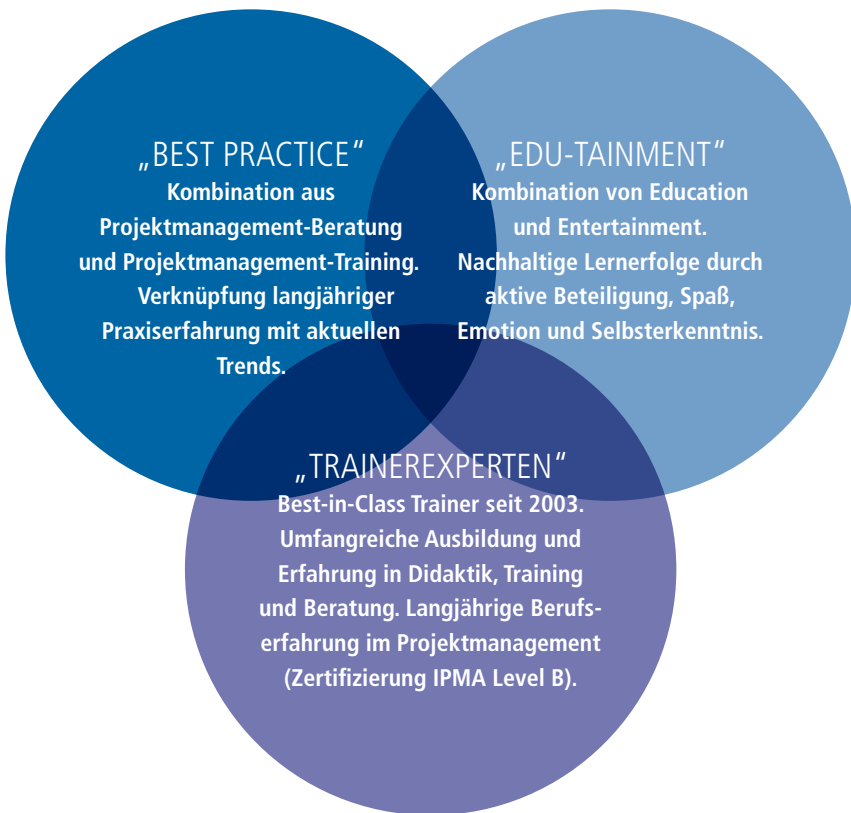 „BEST PRACTICE“
Kombination aus
Projektmanagement-Beratung
und Projektmanagement-Training.
Verknüpfung langjähriger
Praxiserfahrung mit aktuellen
Trends.
„EDU-TAINMENT“
Kombination von Education
und Entertainment.
Nachhaltige Lernerfolge durch
aktive Beteiligung, Spaß,
Emotion und Selbsterkenntnis.
„TRAINEREXPERTEN“
Best-in-Class Trainer seit 2003.
Umfangreiche Ausbildung und
Erfahrung in Didaktik, Training
und Beratung. Langjährige Berufs-
erfahrung im Projektmanagement
(Zertifizierung IPMA Level B).